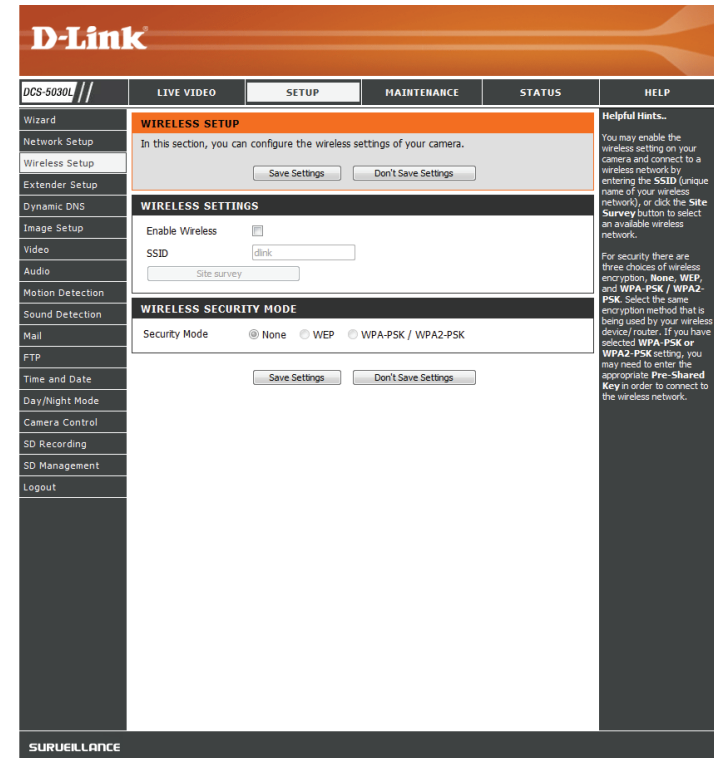 D-Link
DCS-5030L //
LIVE VIDEO
SETUP
MAINTENANCE
STATUS
HELP
Wizard
Network Setup
Wireless Setup
Extender Setup
Dynamic DNS
Image Setup
Video
Audio
Motion Detection
Sound Detection
Mail
FTP
Time and Date
Day/Night Mode
Camera Control
SD Recording
SD Management
Logout
WIRELESS SETUP
In this section, you can configure the wireless settings of your camera.
Save Settings
Don't Save Settings
WIRELESS SETTINGS
Enable Wireless
SSID
dlink
Site survey
WIRELESS SECURITY MODE
Security Mode
None
WEP
WPA-PSK / WPA2-PSK
Save Settings
Don't Save Settings
Helpful Hints..
You may enable the
wireless setting on your
camera and connect to a
wireless network by
entering the SSID (unique
name of your wireless
network), or click the Site
Survey button to select
an available wireless
network.
For security there are
three choices of wireless
encryption, None, WEP,
and WPA-PSK / WPA2-
PSK. Select the same
encryption method that is
being used by your wireless
device/router. If you have
selected WPA-PSK or
WPA2-PSK setting, you
may need to enter the
appropriate Pre-Shared
Key in order to connect to
the wireless network.
SURVEILLANCE